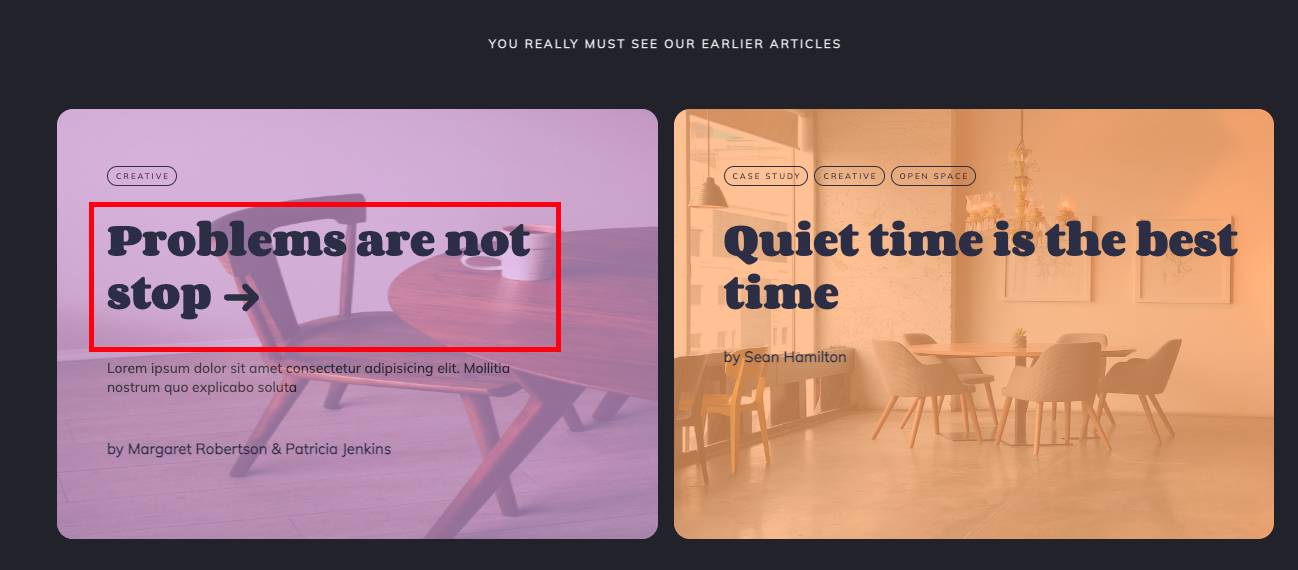 YOU REALLY MUST SEE OUR EARLIER ARTICLES
CREATIVE
Problems are not
stop →
Lorem ipsum dolor sit amet consectetur adipisicing elit. Mollitia
nostrum quo explicabo soluta
by Margaret Robertson & Patricia Jenkins
CASE STUDY CREATIVE OPEN SPACE
Quiet time is the best
time
by Sean Hamilton